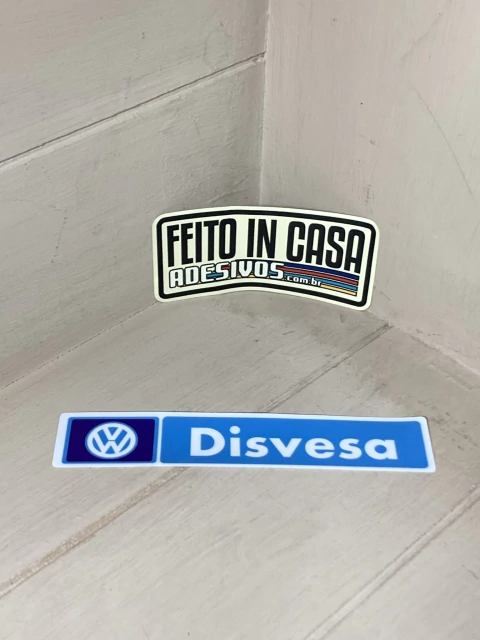 FEITO IN CASA
ADESIVOS.com.br
VW Disvesa